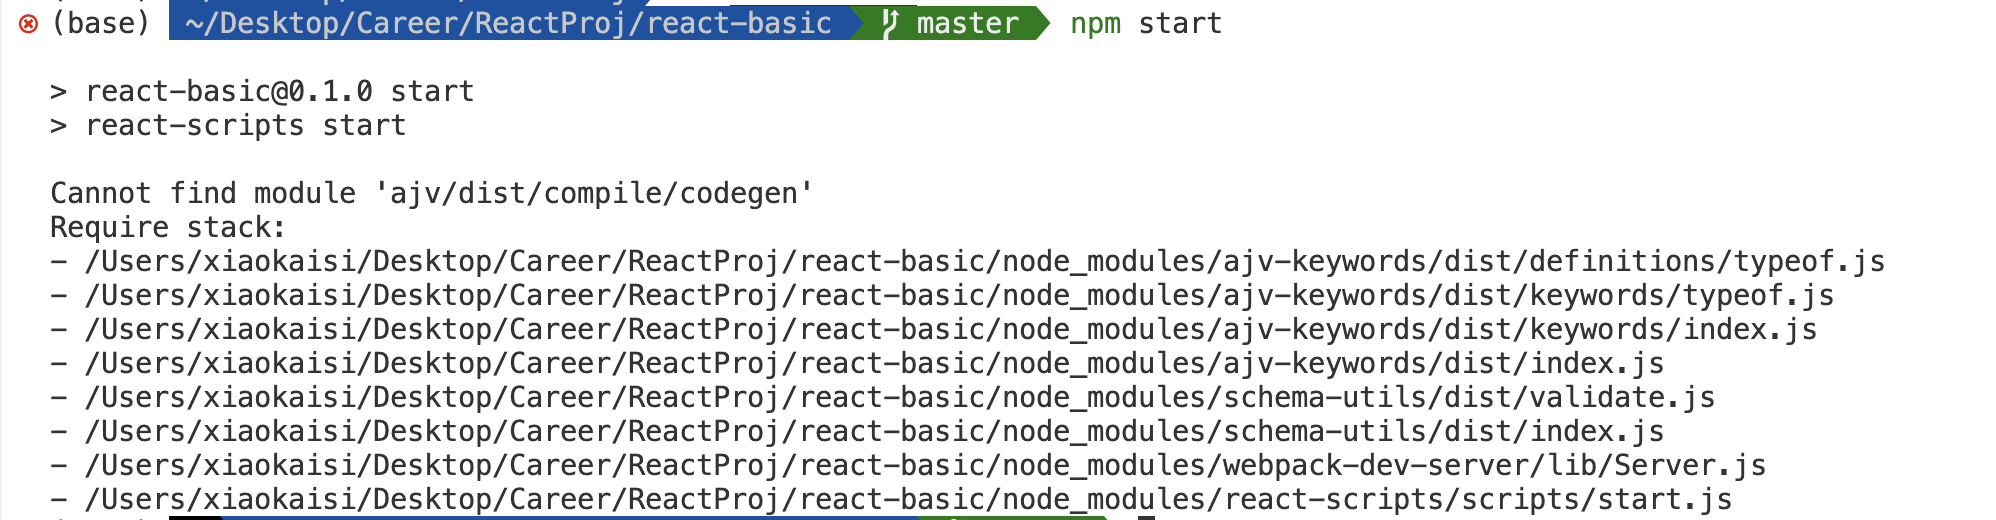 (base) ~/Desktop/Career/ReactProj/react-basic master npm start
> react-basic@0.1.0 start
> react-scripts start
Cannot find module 'ajv/dist/compile/codegen'
Require stack:
- /Users/xiaokaisi/Desktop/Career/ReactProj/react-basic/node_modules/ajv-keywords/dist/definitions/typeof.js
- /Users/xiaokaisi/Desktop/Career/ReactProj/react-basic/node_modules/ajv-keywords/dist/keywords/typeof.js
- /Users/xiaokaisi/Desktop/Career/ReactProj/react-basic/node_modules/ajv-keywords/dist/keywords/index.js
- /Users/xiaokaisi/Desktop/Career/ReactProj/react-basic/node_modules/ajv-keywords/dist/index.js
- /Users/xiaokaisi/Desktop/Career/ReactProj/react-basic/node_modules/schema-utils/dist/validate.js
- /Users/xiaokaisi/Desktop/Career/ReactProj/react-basic/node_modules/schema-utils/dist/index.js
- /Users/xiaokaisi/Desktop/Career/ReactProj/react-basic/node_modules/webpack-dev-server/lib/Server.js
- /Users/xiaokaisi/Desktop/Career/ReactProj/react-basic/node_modules/react-scripts/scripts/start.js